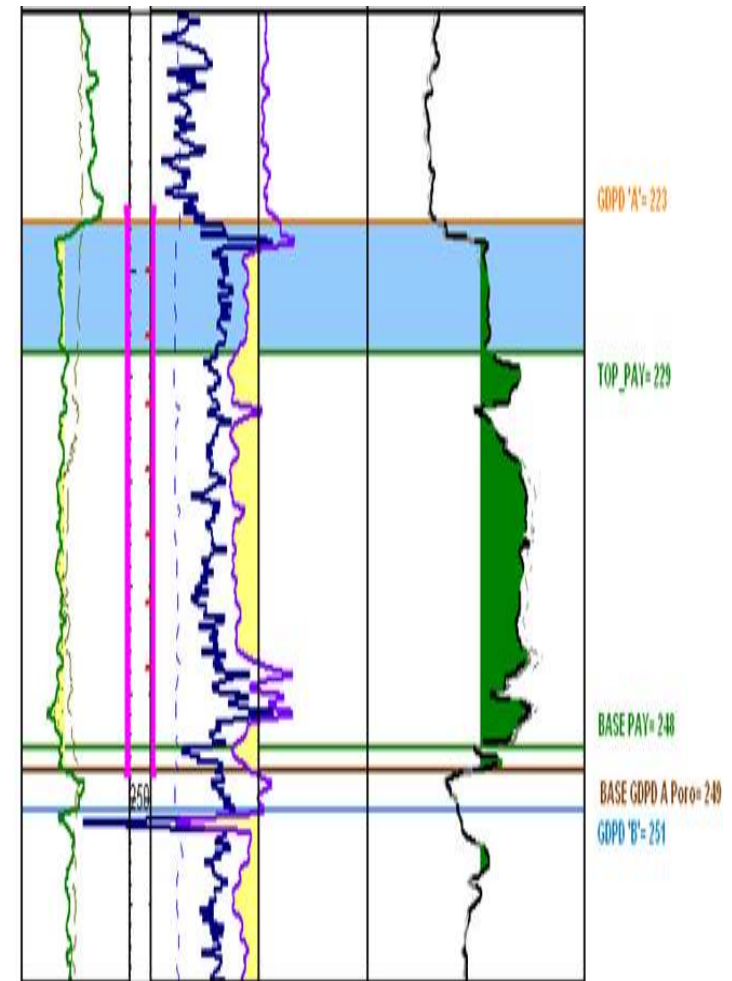 GDPD 'A'= 223
TOP_PAY= 229
BASE PAY= 248
250
BASE GDPD A Poro= 249
GDPD 'B'= 251